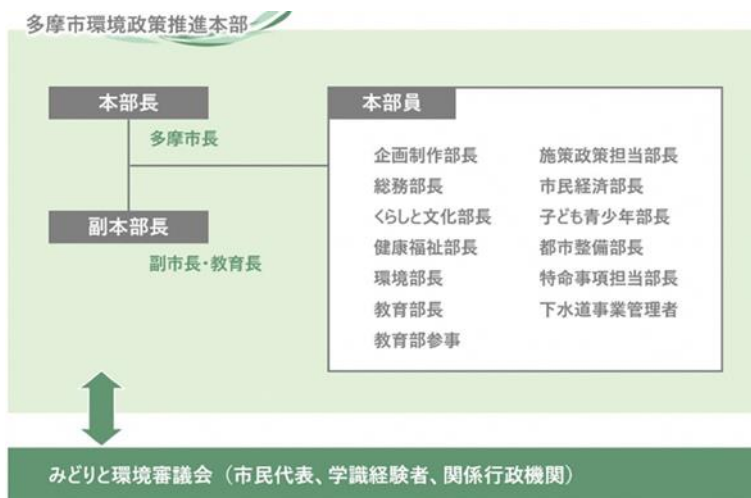 多摩市環境政策推進本部
本部長
多摩市長
副本部長
副市長・教育長
本部員
企画制作部長
総務部長
くらしと文化部長
健康福祉部長
環境部長
教育部長
教育部参事
施策政策担当部長
市民経済部長
子ども青少年部長
都市整備部長
特命事項担当部長
下水道事業管理者
みどりと環境審議会（市民代表、学識経験者、関係行政機関）